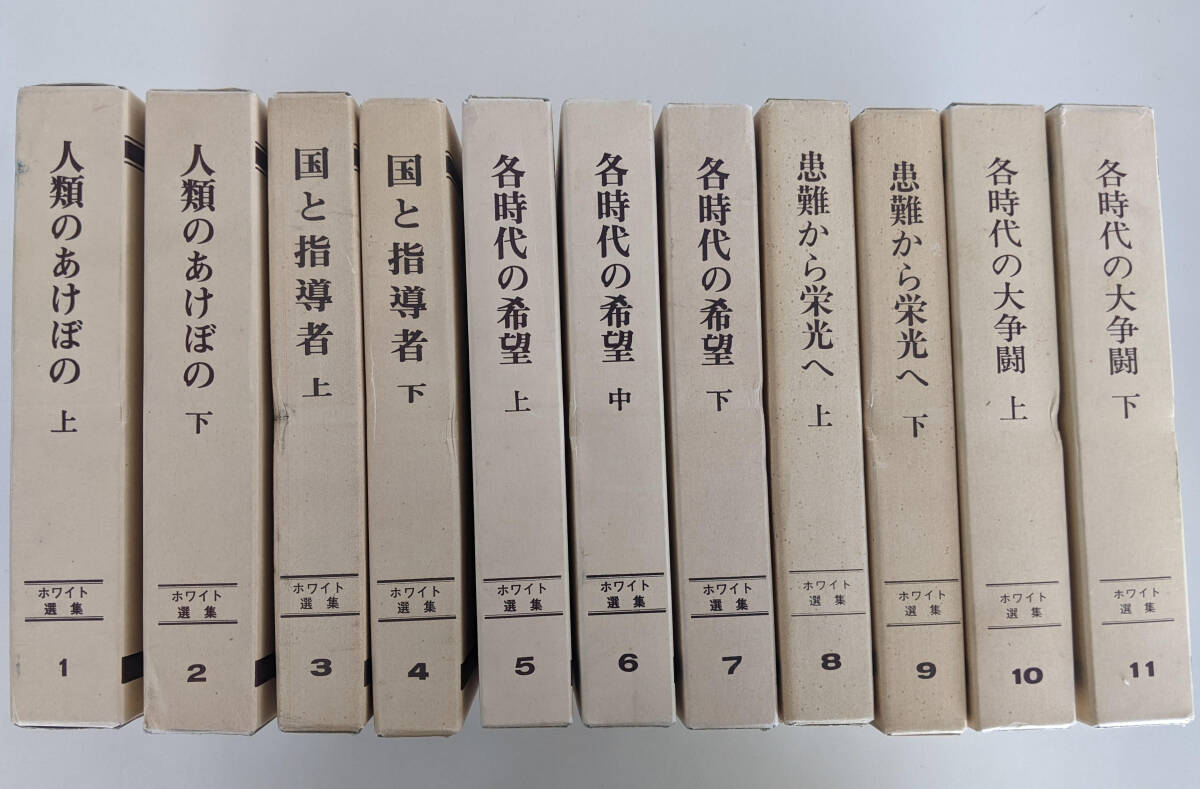 人類のあけぼの 上
ホワイト
選集
1
人類のあけぼの 下
ホワイト
選集
2
国と指導者 上
ホワイト
選集
3
国と指導者 下
ホワイト
選集
4
各時代の希望 上
ホワイト
選集
5
各時代の希望 中
ホワイト
選集
6
各時代の希望 下
ホワイト
選集
7
患難から栄光へ 上
ホワイト
選集
8
患難から栄光へ 下
ホワイト
選集
9
各時代の大争闘 上
ホワイト
選集
10
各時代の大争闘 下
ホワイト
選集
11